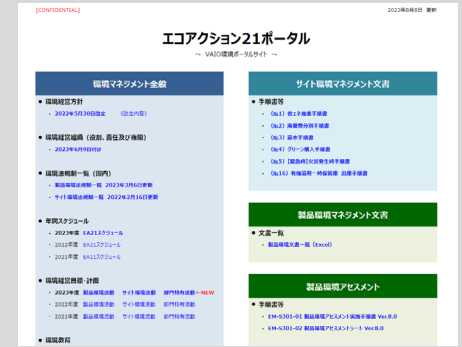 [CONFIDENTIAL]
2023年8月8日 更新
エコアクション21ポータル
～ VAIO環境ポータルサイト ～
環境マネジメント全般
● 環境経営方針
・ 2022年5月30日改定 (改定内容)
● 環境経営組織（役割、責任及び権限）
・ 2023年6月9日付け
● 環境法規制一覧（国内）
・ 製品環境法規制一覧 2023年3月6日更新
・ サイト環境法規制一覧 2022年2月16日更新
● 年間スケジュール
・ 2023年度 EA21スケジュール
・ 2022年度 EA21スケジュール
・ 2021年度 EA21スケジュール
● 環境経営目標・計画
・ 2023年度 製品環境活動 サイト環境活動 部門特有活動←NEW
・ 2022年度 製品環境活動 サイト環境活動 部門特有活動
・ 2021年度 製品環境活動 サイト環境活動 部門特有活動
● 環境教育
サイト環境マネジメント文書
● 手順書等
・ (№1) 省エネ推進手順書
・ (№2) 廃棄物分別手順書
・ (№3) 節水手順書
・ (№4) グリーン購入手順書
・ (№5)【緊急時】火災発生時手順書
・ (№16) 有機溶剤一時保管庫 点検手順書
製品環境マネジメント文書
● 文書一覧
・ 製品環境文書一覧（Excel）
製品環境アセスメント
● 手順書等
・ EM-SJ01-01 製品環境アセスメント実施手順書 Ver.8.0
・ EM-SJ01-02 製品環境アセスメントシート Ver.8.0